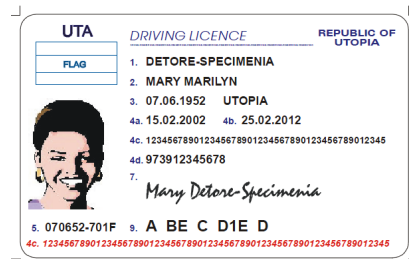 UTA
DRIVING LICENCE
REPUBLIC OF
UTOPIA
FLAG
1. DETORE-SPECIMENIA
2. MARY MARILYN
3. 07.06.1952 UTOPIA
4a. 15.02.2002 4b. 25.02.2012
4c. 12345678901234567890123456789012345
4d. 973912345678
7.
Mary Detore-Specimenia
5. 070652-701F 9. A BE C D1E D
4c. 123456789012345678901234567890123456789012345